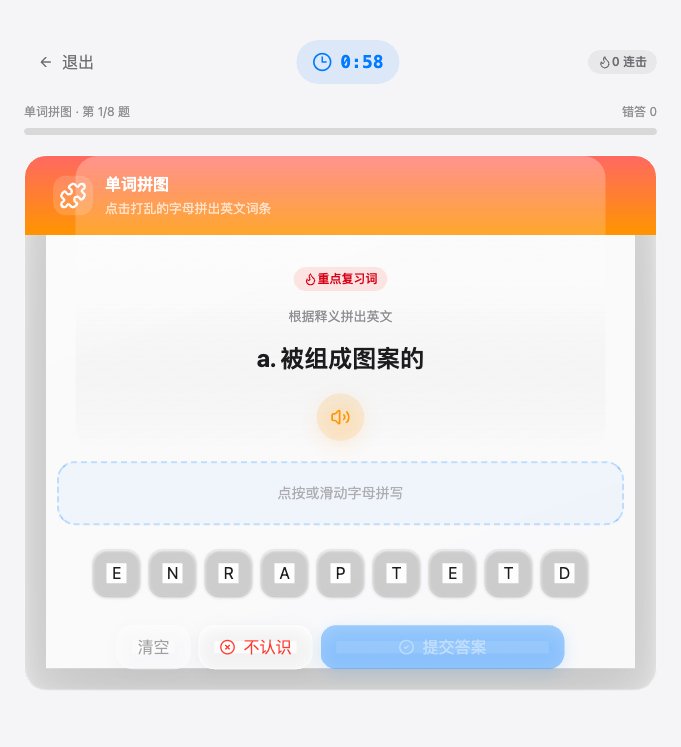 退出
0:58
0 连击
单词拼图 · 第 1/8 题
错答 0
单词拼图
点击打乱的字母拼出英文词条
重点复习词
根据释义拼出英文
a. 被组成图案的
点按或滑动字母拼写
E N R A P T E T D
清空
不认识
提交答案